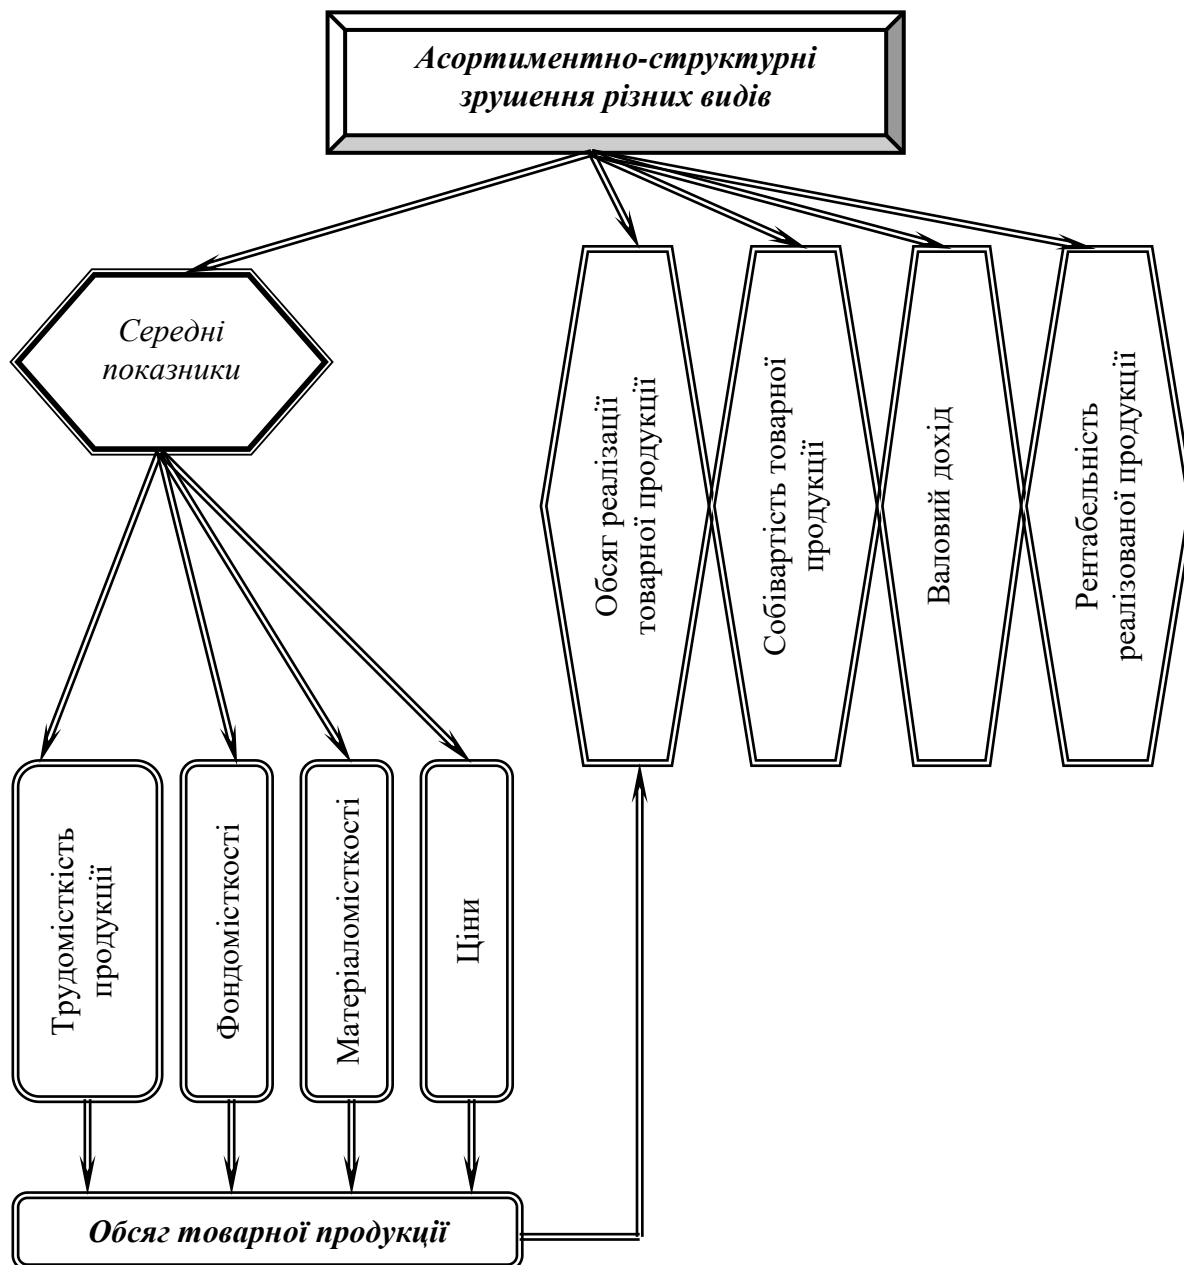 Асортиментно-структурні
зрушення різних видів
Середні
показники
Обсяг реалізації
товарної продукції
Собівартість товарної
продукції
Валовий дохід
Рентабельність
реалізованої продукції
Трудомісткість
продукції
Фондомісткості
Матеріаломісткості
Ціни
Обсяг товарної продукції